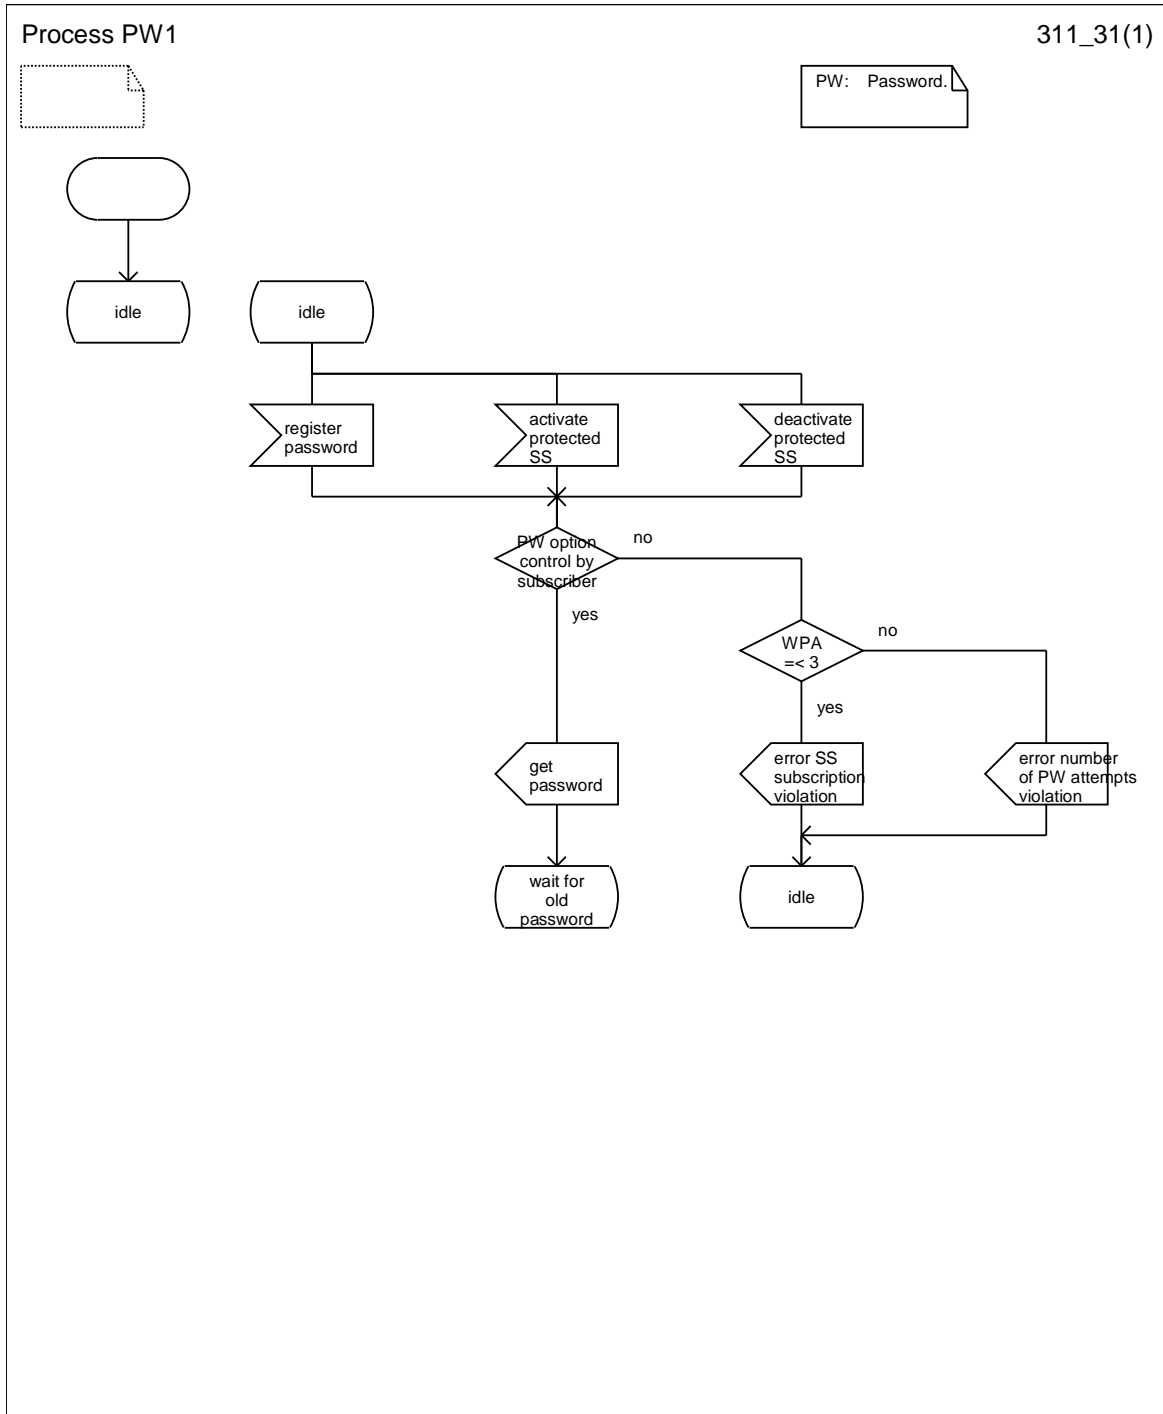 Process PW1
311_31(1)
PW: Password.
idle
idle
register
password
activate
protected
SS
deactivate
protected
SS
PW option
control by
subscriber
no
yes
WPA
=< 3
no
yes
get
password
error SS
subscription
violation
error number
of PW attempts
violation
wait for
old
password
idle